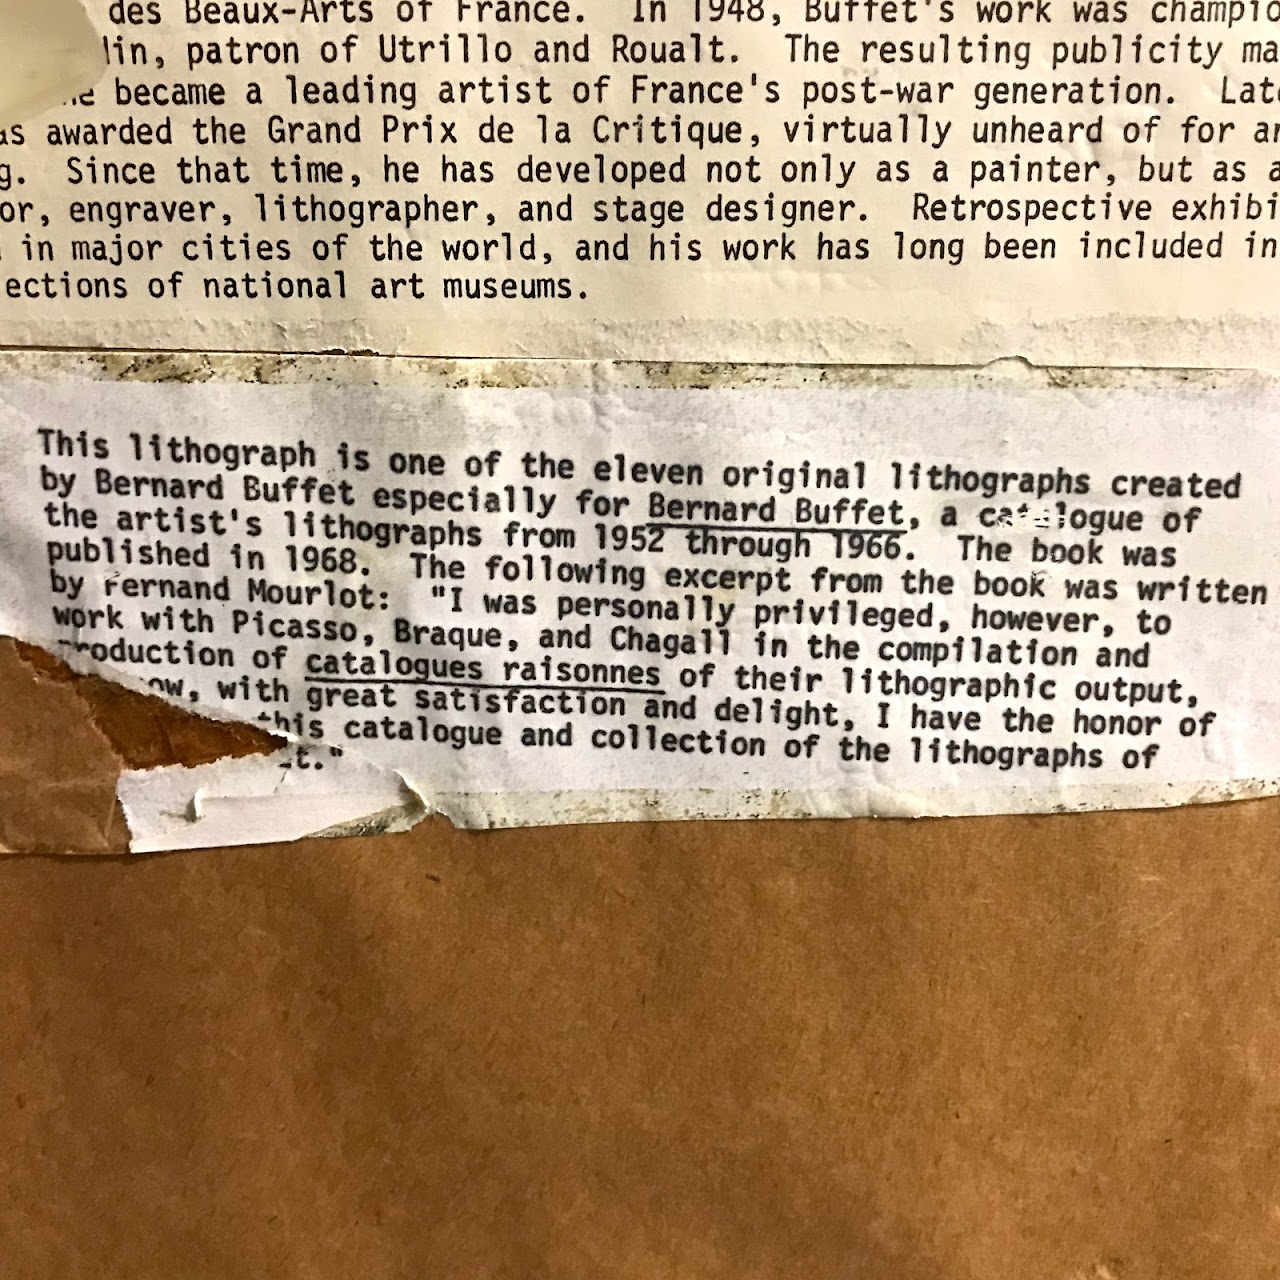 des Beaux-Arts of France. In 1948, Buffet's work was champio
lin, patron of Utrillo and Roualt. The resulting publicity ma
he became a leading artist of France's post-war generation. Late
as awarded the Grand Prix de la Critique, virtually unheard of for an
g. Since that time, he has developed not only as a painter, but as a
or, engraver, lithographer, and stage designer. Retrospective exhibi
in major cities of the world, and his work has long been included in
ections of national art museums.
This lithograph is one of the eleven original lithographs created
by Bernard Buffet especially for Bernard Buffet, a catalogue of
the artist's lithographs from 1952 through 1966. The book was
published in 1968. The following excerpt from the book was written
by Fernand Mourlot: "I was personally privileged, however, to
work with Picasso, Braque, and Chagall in the compilation and
roduction of catalogues raisonnes of their lithographic output,
ow, with great satisfaction and delight, I have the honor of
this catalogue and collection of the lithographs of
t."